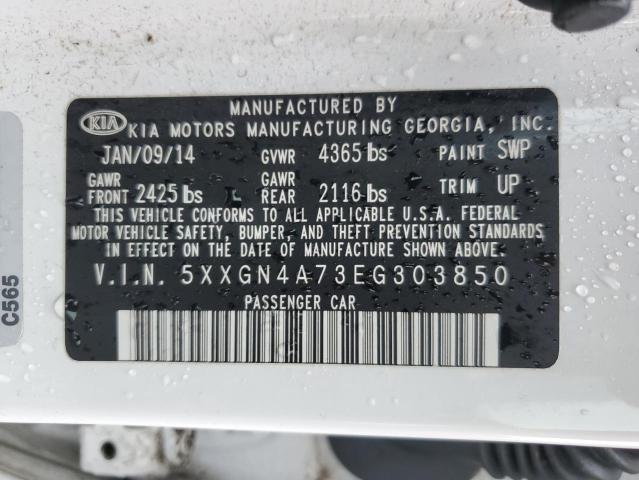 MANUFACTURED BY
KIA KIA MOTORS MANUFACTURING GEORGIA, INC.
JAN/09/14 GVWR 4365 lbs PAINT SWP
GAWR FRONT 2425 lbs GAWR REAR 2116 lbs TRIM UP
THIS VEHICLE CONFORMS TO ALL APPLICABLE U.S.A. FEDERAL
MOTOR VEHICLE SAFETY, BUMPER, AND THEFT PREVENTION STANDARDS
IN EFFECT ON THE DATE OF MANUFACTURE SHOWN ABOVE.
V.I.N. 5XXGN4A73EG303850
PASSENGER CAR
C565